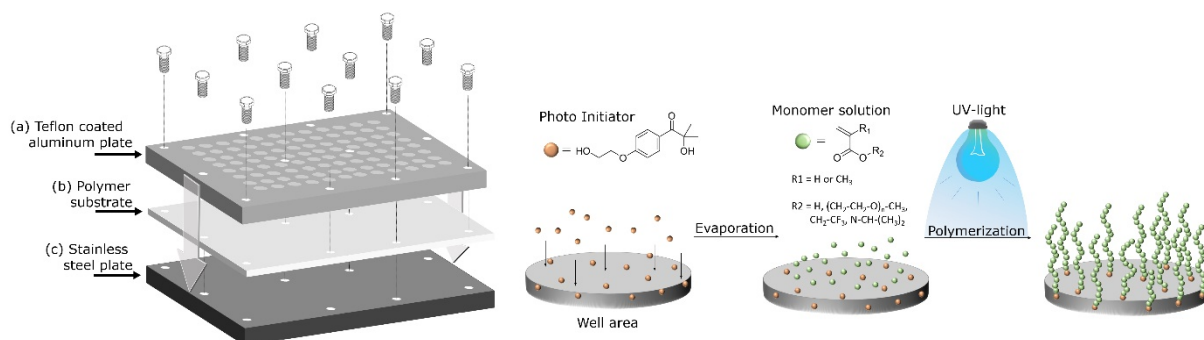 (a) Teflon coated
aluminum plate
(b) Polymer
substrate
(c) Stainless
steel plate
Photo Initiator
=
HO
O
O
OH
Well area
Evaporation
Monomer solution
=
R₁
O
O
R₂
R1 = H or CH₃
R2 = H, (CH₂-CH₂-O)ₙ-CH₃,
CH₂-CF₃, N-CH-(CH₃)₂
UV-light
Polymerization